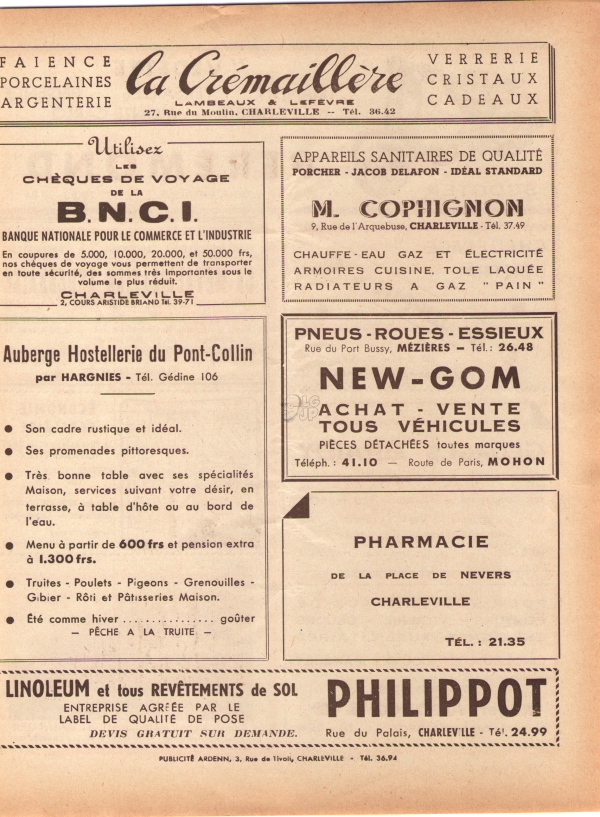 FAIENCE
PORCELAINES
ARGENTERIE
la Crémaillère
LAMBEAUX & LEFÈVRE
27, Rue du Moulin, CHARLEVILLE -- Tél. 36.42
VERRERIE
CRISTAUX
CADEAUX
Utilisez
LES
CHÈQUES DE VOYAGE
DE LA
B.N.C.I.
BANQUE NATIONALE POUR LE COMMERCE ET L'INDUSTRIE
En coupures de 5.000, 10.000, 20.000, et 50.000 frs,
nos chèques de voyage vous permettent de transporter
en toute sécurité, des sommes très importantes sous le
volume le plus réduit.
CHARLEVILLE
2, COURS ARISTIDE BRIAND Tél. 39-71
APPAREILS SANITAIRES DE QUALITÉ
PORCHER - JACOB DELAFON - IDÉAL STANDARD
M. COPHIGNON
9, Rue de l'Arquebuse, CHARLEVILLE - Tél. 37.49
CHAUFFE-EAU GAZ ET ÉLECTRICITÉ
ARMOIRES CUISINE, TOLE LAQUÉE
RADIATEURS A GAZ " PAIN "
Auberge Hostellerie du Pont-Collin
par HARGNIES - Tél. Gédine 106
● Son cadre rustique et idéal.
● Ses promenades pittoresques.
● Très bonne table avec ses spécialités
Maison, services suivant votre désir, en
terrasse, à table d'hôte ou au bord de
l'eau.
● Menu à partir de 600 frs et pension extra
à 1.300 frs.
● Truites - Poulets - Pigeons - Grenouilles -
Gibier - Rôti et Pâtisseries Maison.
● Été comme hiver ............... goûter
— PÊCHE A LA TRUITE —
PNEUS - ROUES - ESSIEUX
Rue du Port Bussy, MÉZIÈRES — Tél.: 26.48
NEW-GOM
ACHAT - VENTE
TOUS VÉHICULES
PIÈCES DÉTACHÉES toutes marques
Téléph. : 41.10 — Route de Paris, MOHON
PHARMACIE
DE LA PLACE DE NEVERS
CHARLEVILLE
TÉL. : 21.35
LINOLEUM et tous REVÊTEMENTS de SOL
ENTREPRISE AGRÉÉE PAR LE
LABEL DE QUALITÉ DE POSE
DEVIS GRATUIT SUR DEMANDE.
PHILIPPOT
Rue du Palais, CHARLEVILLE - Tél. 24.99
PUBLICITÉ ARDENN, 3, Rue de Tivoli, CHARLEVILLE - Tél. 36.94